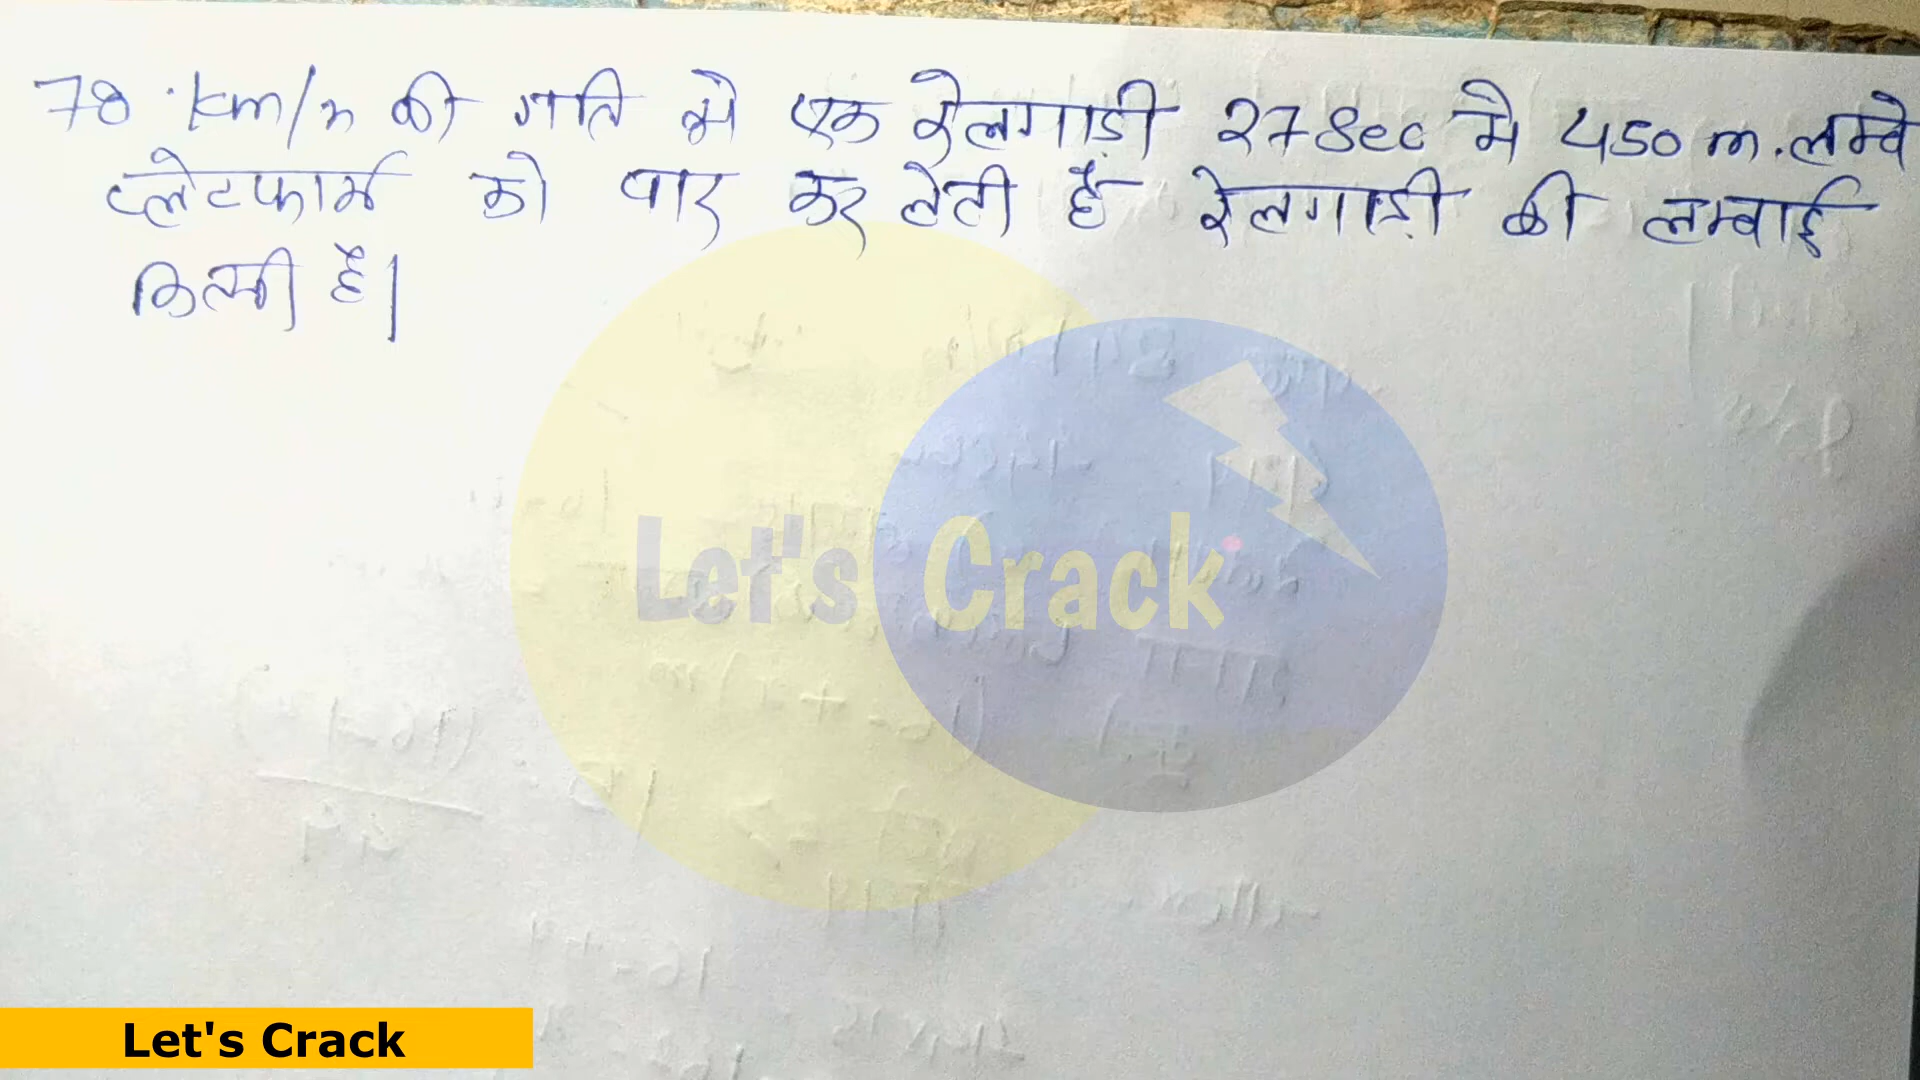 78 km/h की गति से एक रेलगाड़ी 27 Sec मे 450 m. लम्बे
प्लेटफार्म को पार कर लेती है रेलगाड़ी की लम्बाई
कितनी है।
Let's Crack
Let's Crack